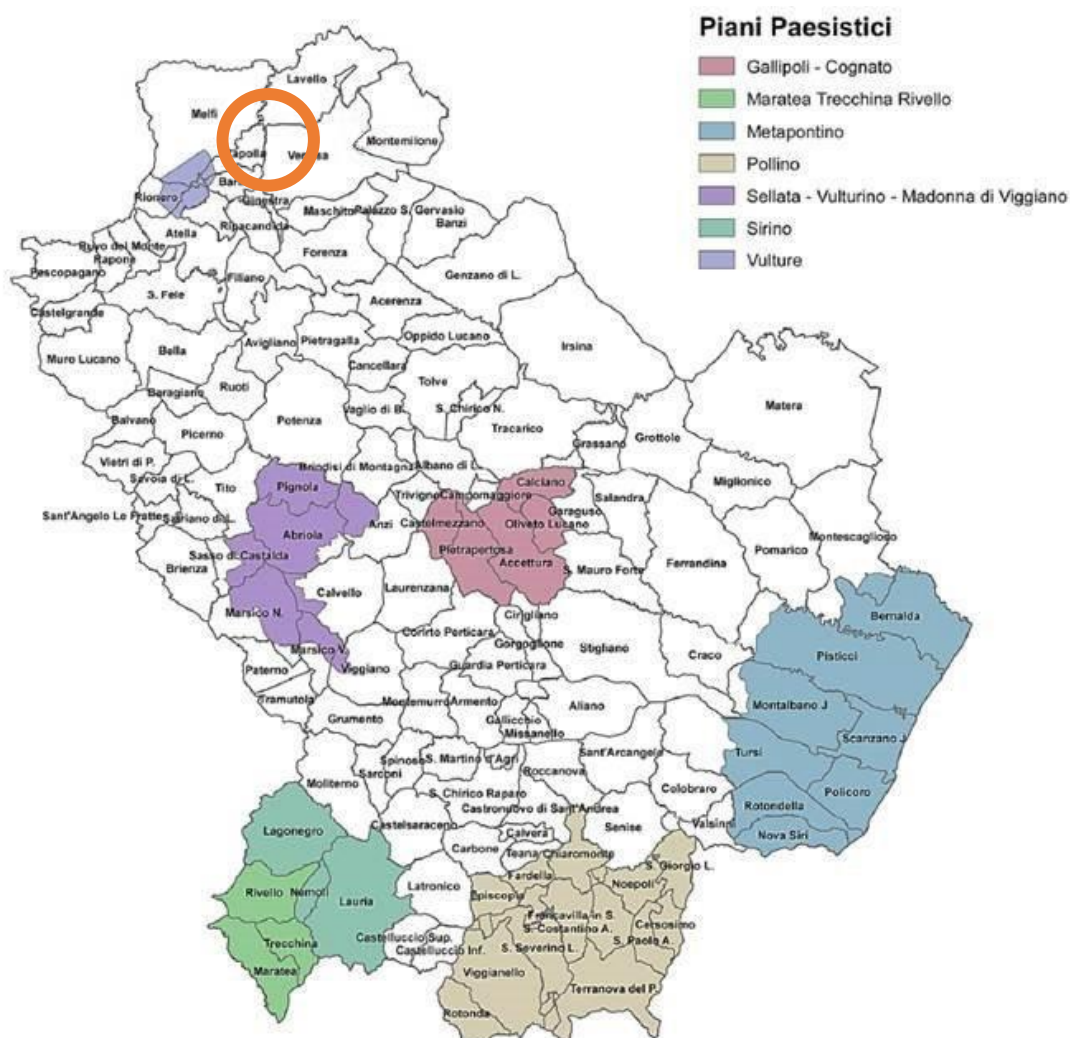 Piani Paesistici
Gallipoli - Cognato
Maratea Trecchina Rivello
Metapontino
Pollino
Sellata - Vulturino - Madonna di Viggiano
Sirino
Vulture
Lavello
Melfi
Montemilone
Rionero
Ginestra
Maschito
Palazzo S. Gervasio
Banzi
Ripacandida
Atella
Ruvo del Monte
Rapone
Pescopagano
Forenza
Genzano di L.
Filiano
S. Fele
Castelgrande
Acerenza
Oppido Lucano
Irsina
Muro Lucano
Bella
Avigliano
Pietragalla
Cancellara
Tolve
Ruoti
Baragiano
Matera
Balvano
Potenza
Vaglio di B.
S. Chirico N.
Tracarico
Grassano
Grottole
Picerno
Vietri di P.
Savoia di L.
Tito
Brindisi di Montagna
Albano di L.
Miglionico
Pignola
Calciano
Trivigno
Campomaggiore
Salandra
Garaguso
Sant'Angelo Le Fratte
Abriola
Anzi
Castelmezzano
Oliveto Lucano
Montescaglioso
Pomarico
Sasso di Castalda
Pietrapertosa
Accettura
S. Mauro Forte
Ferrandina
Brienza
Calvello
Laurenzana
Marsico N.
Cirigliano
Bernalda
Corirto Perticara
Gorgoglione
Stigliano
Craco
Pisticci
Marsico V.
Viggiano
Guardia Perticara
Paterno
Tramutola
Montemurro
Armento
Aliano
Montalbano J
Grumento
Gallicchio
Missanello
Scanzano J
Spinoso
S. Martino d'Agri
Sant'Arcangelo
Tursi
Sarconi
Roccanova
Moliterno
Colobraro
Policoro
S. Chirico Raparo
Castronuovo di Sant'Andrea
Rotondella
Castelsaraceno
Senise
Valsinni
Lagonegro
Calvera
Nova Siri
Carbone
Teana
Chiaromonte
S. Giorgio L.
Fardella
Noepoli
Rivello
Nemoli
Lauria
Latronico
Episcopia
Francavilla in S.
S. Costantino A.
Cersosimo
Trecchina
Castelluccio Sup.
Castelluccio Inf.
S. Severino L.
S. Paolo A.
Maratea
Viggianello
Terranova del P.
Rotonda